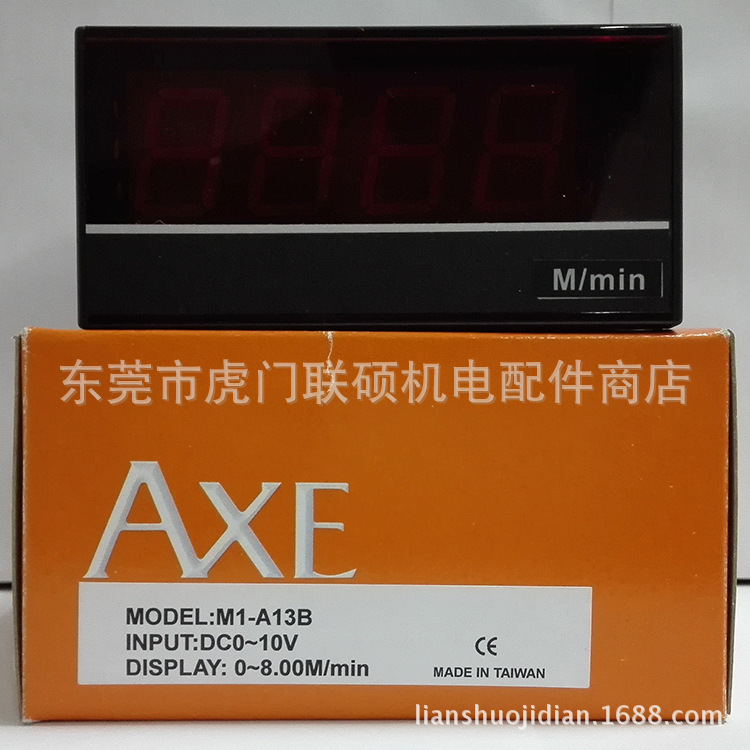 M/min
东莞市虎门联硕机电配件商店
AXE
MODEL:M1-A13B
INPUT:DC0~10V
DISPLAY: 0~8.00M/min
CE
MADE IN TAIWAN
lianshuojidian.1688.com